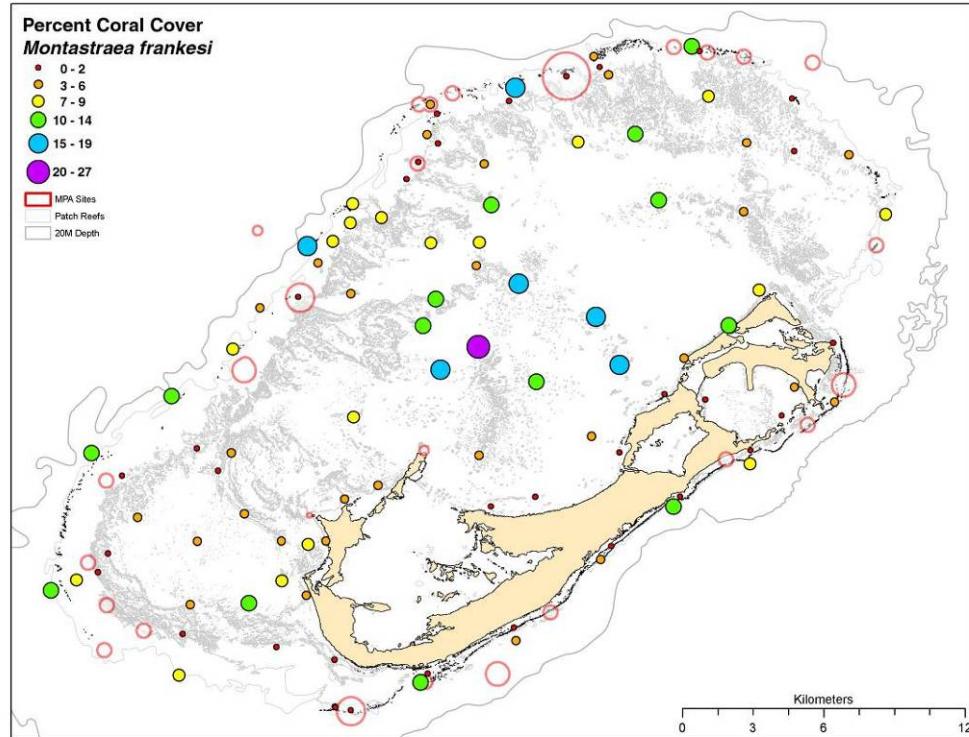 Percent Coral Cover
Montastraea frankesi
0 - 2
3 - 6
7 - 9
10 - 14
15 - 19
20 - 27
MPA Sites
Patch Reefs
20M Depth
Kilometers
0 3 6 12